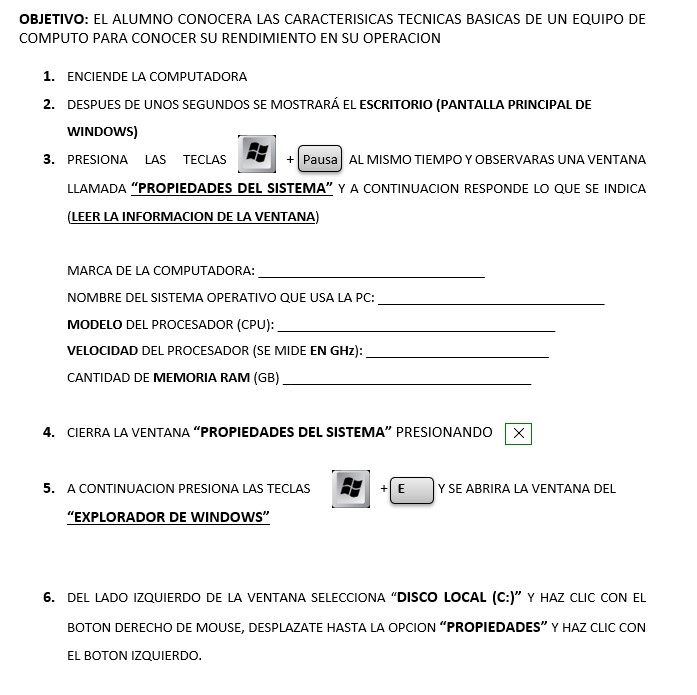 OBJETIVO: EL ALUMNO CONOCERA LAS CARACTERISICAS TECNICAS BASICAS DE UN EQUIPO DE
COMPUTO PARA CONOCER SU RENDIMIENTO EN SU OPERACION
1. ENCIENDE LA COMPUTADORA
2. DESPUES DE UNOS SEGUNDOS SE MOSTRARÁ EL ESCRITORIO (PANTALLA PRINCIPAL DE
WINDOWS)
3. PRESIONA LAS TECLAS + Pausa AL MISMO TIEMPO Y OBSERVARAS UNA VENTANA
LLAMADA “PROPIEDADES DEL SISTEMA” Y A CONTINUACION RESPONDE LO QUE SE INDICA
(LEER LA INFORMACION DE LA VENTANA)
MARCA DE LA COMPUTADORA: ______________________________
NOMBRE DEL SISTEMA OPERATIVO QUE USA LA PC: ______________________________
MODELO DEL PROCESADOR (CPU): _____________________________________
VELOCIDAD DEL PROCESADOR (SE MIDE EN GHz): ________________________
CANTIDAD DE MEMORIA RAM (GB) _________________________________
4. CIERRA LA VENTANA “PROPIEDADES DEL SISTEMA” PRESIONANDO X
5. A CONTINUACION PRESIONA LAS TECLAS + E Y SE ABRIRA LA VENTANA DEL
“EXPLORADOR DE WINDOWS”
6. DEL LADO IZQUIERDO DE LA VENTANA SELECCIONA “DISCO LOCAL (C:)” Y HAZ CLIC CON EL
BOTON DERECHO DE MOUSE, DESPLAZATE HASTA LA OPCION “PROPIEDADES” Y HAZ CLIC CON
EL BOTON IZQUIERDO.